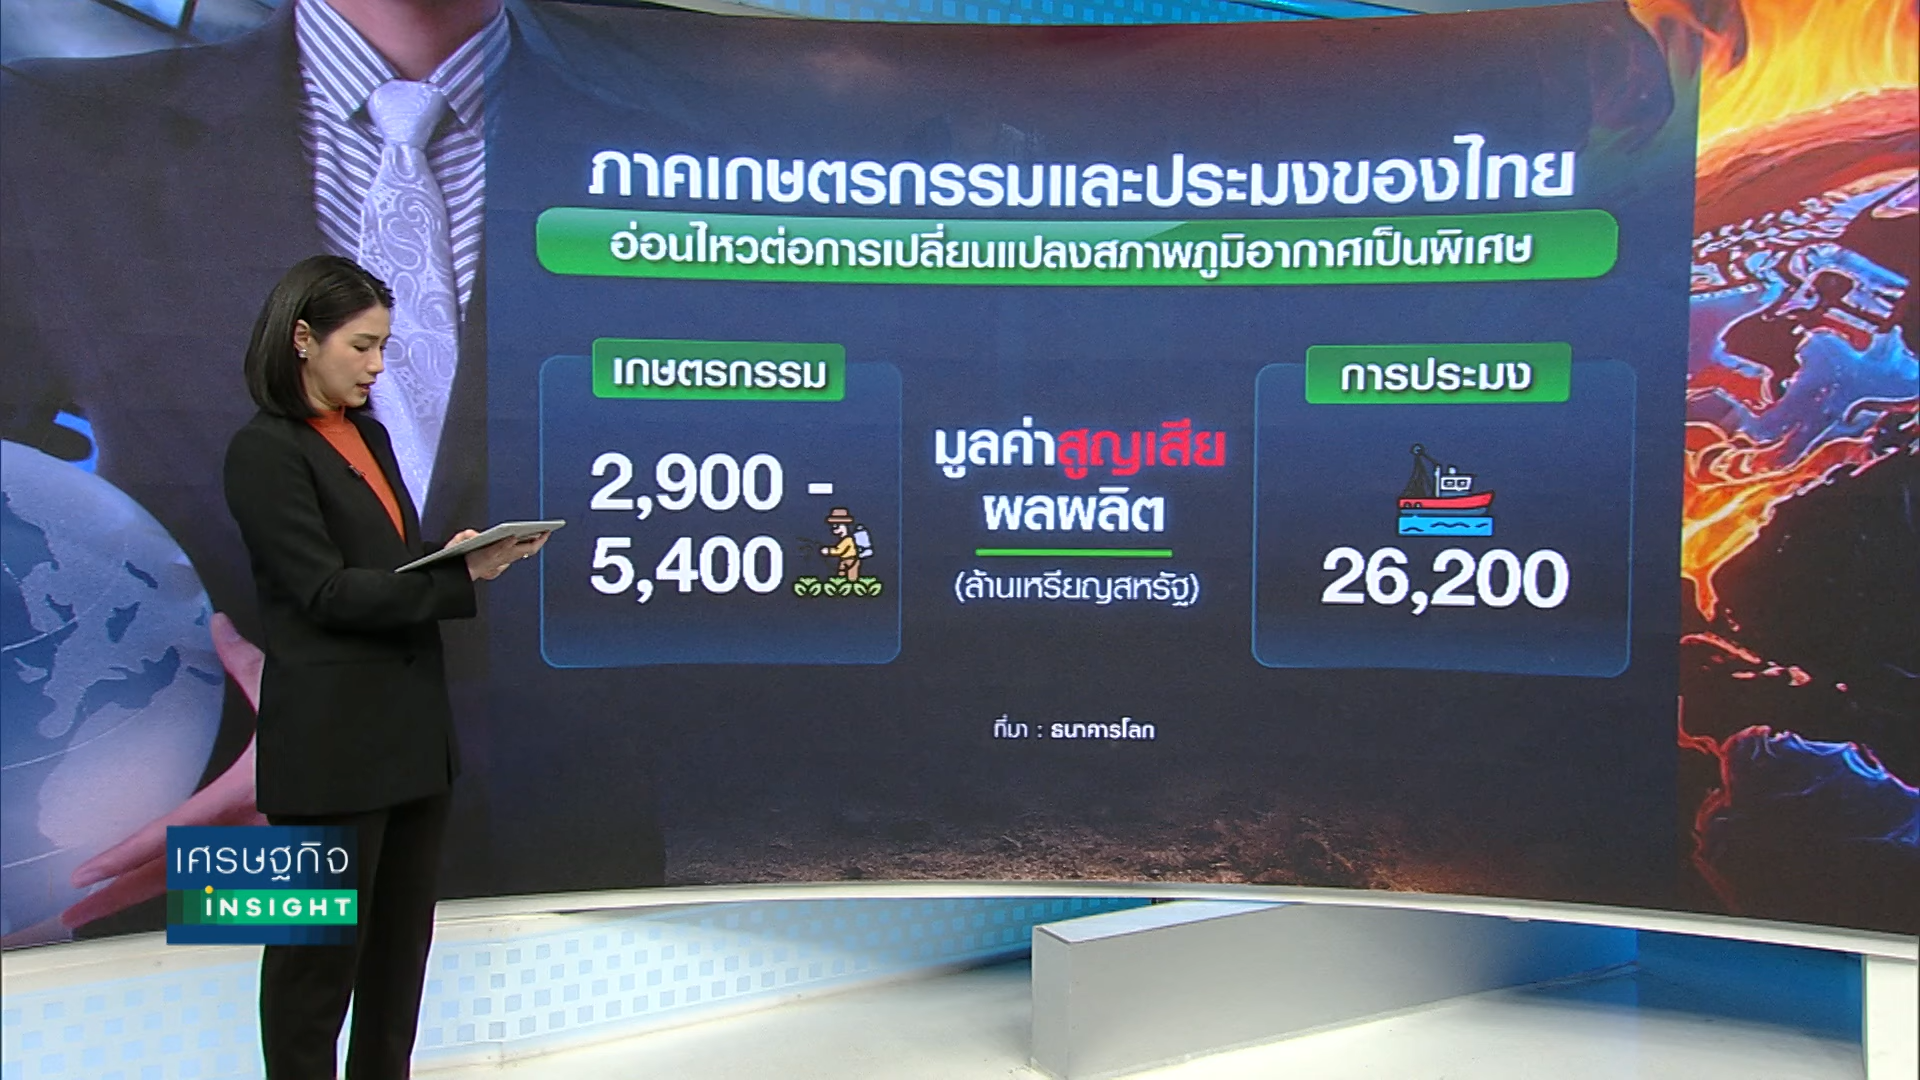 ภาคเกษตรกรรมและประมงของไทย
อ่อนไหวต่อการเปลี่ยนแปลงสภาพภูมิอากาศเป็นพิเศษ
เกษตรกรรม
2,900 -
5,400
มูลค่าสูญเสีย
ผลผลิต
(ล้านเหรียญสหรัฐ)
การประมง
26,200
ที่มา : ธนาคารโลก
เศรษฐกิจ
iNSIGHT